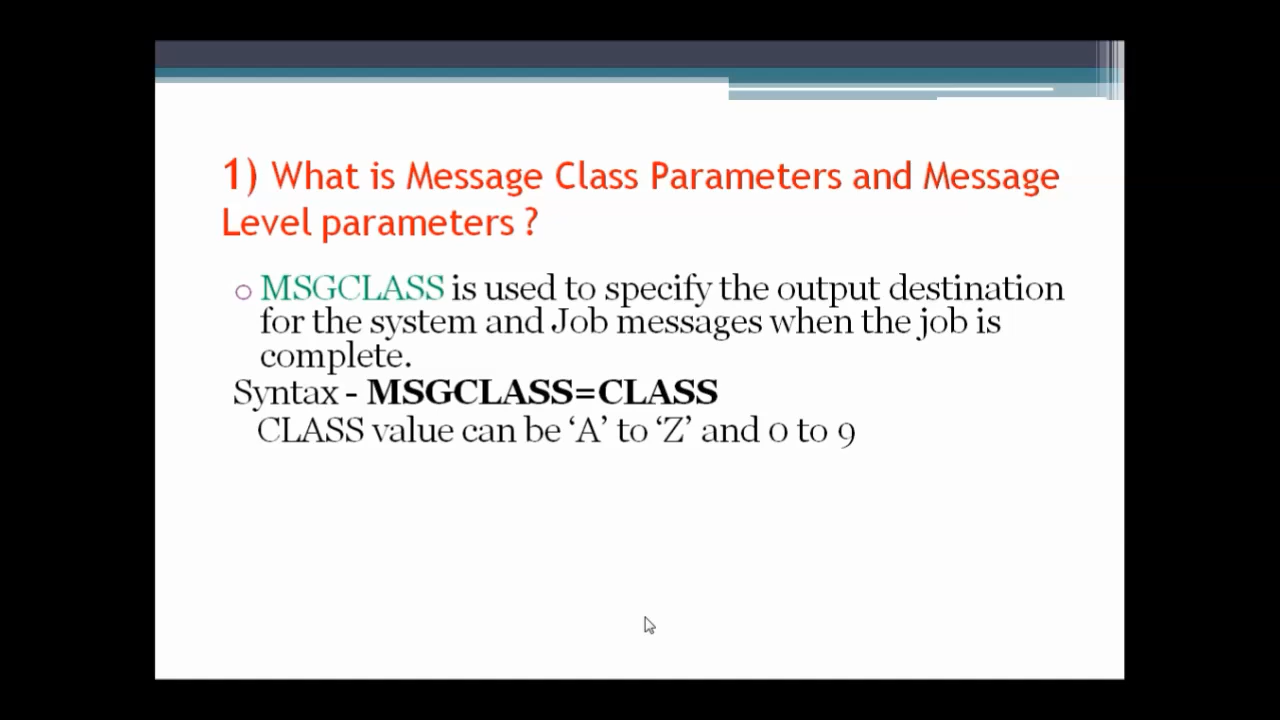 1) What is Message Class Parameters and Message
Level parameters ?
○ MSGCLASS is used to specify the output destination
for the system and Job messages when the job is
complete.
Syntax - MSGCLASS=CLASS
CLASS value can be ‘A’ to ‘Z’ and 0 to 9